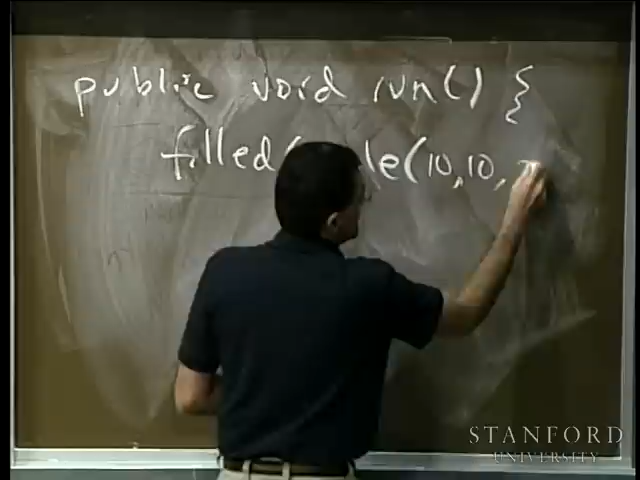 public void run() {
filled le(10,10,
STANFORD
UNIVERSITY